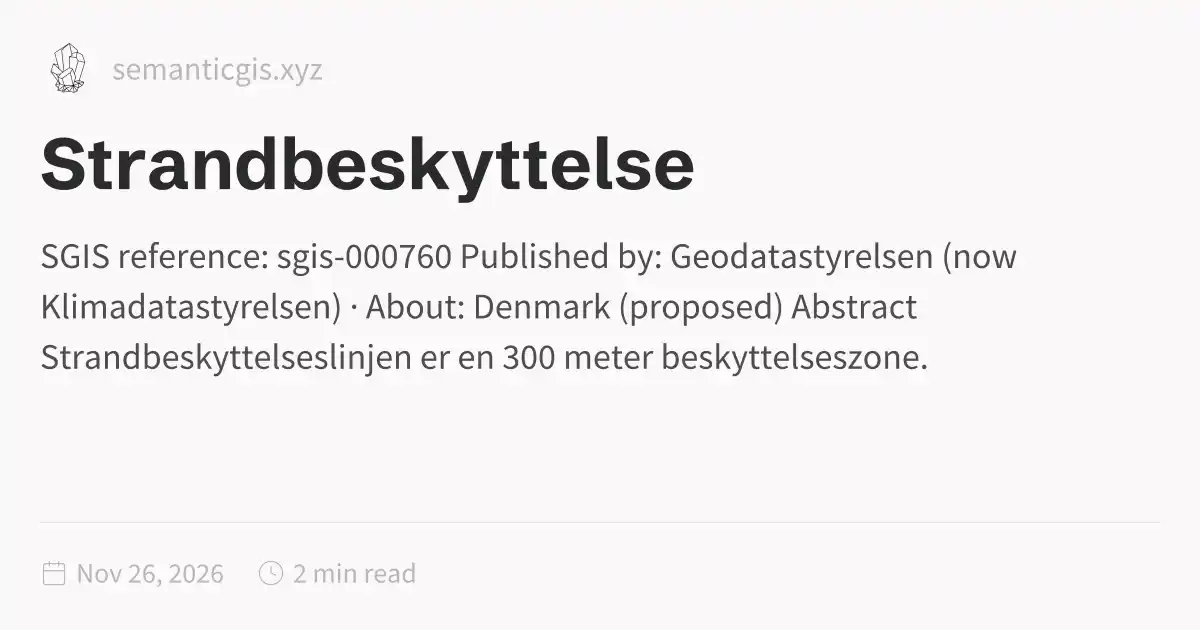 semanticgis.xyz
Strandbeskyttelse
SGIS reference: sgis-000760 Published by: Geodatastyrelsen (now
Klimadatastyrelsen) · About: Denmark (proposed) Abstract
Strandbeskyttelseslinjen er en 300 meter beskyttelseszone.
Nov 26, 2026 2 min read